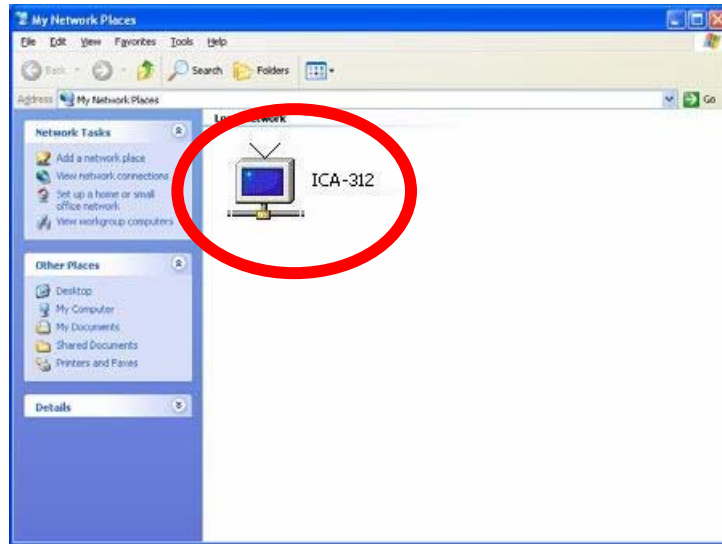 My Network Places
File Edit View Favorites Tools Help
Back Search Folders
Address My Network Places Go
Network Tasks
Add a network place
View network connections
Set up a home or small
office network
View workgroup computers
Other Places
Desktop
My Computer
My Documents
Shared Documents
Printers and Faxes
Details
Local Network
ICA-312